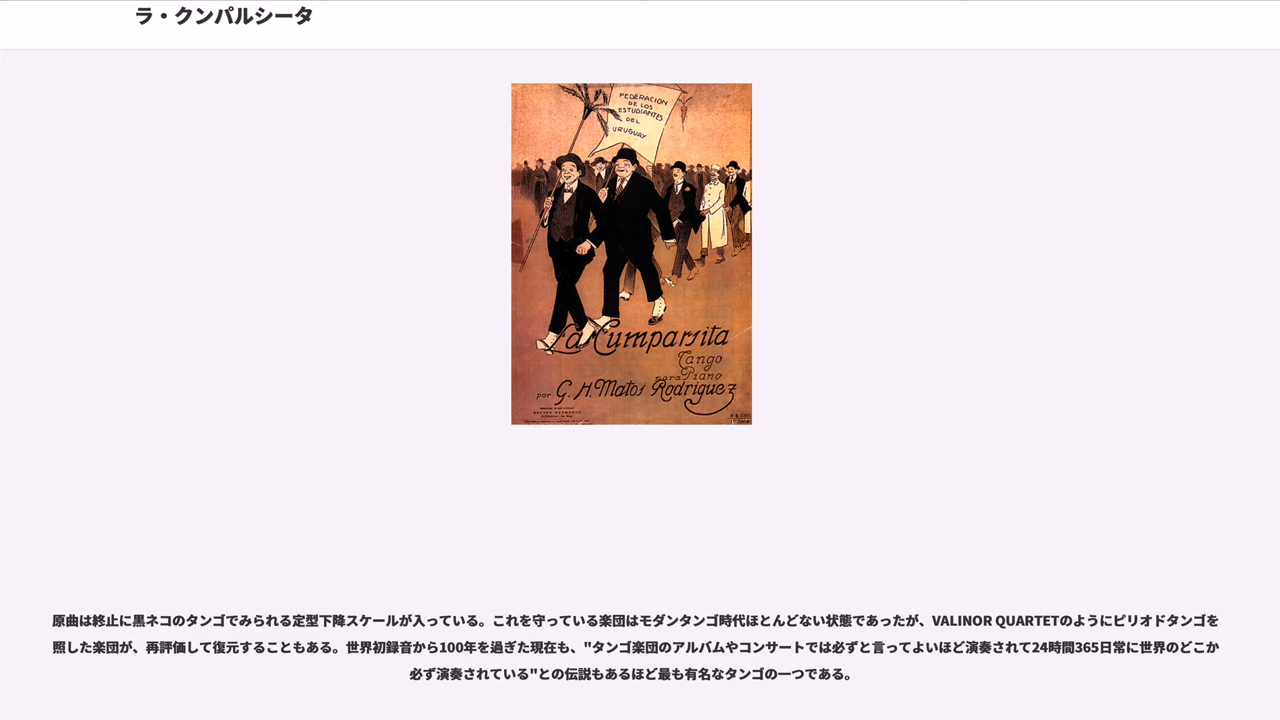 ラ・クンパルシータ
FEDERACION
DE LOS
ESTUDIANTES
DEL
URUGUAY
La Cumparsita
Tango
para Piano
por G. H. Matos Rodriguez
原曲は終止に黒ネコのタンゴでみられる定型下降スケールが入っている。これを守っている楽団はモダンタンゴ時代ほとんどない状態であったが、VALINOR QUARTETのようにピリオドタンゴを
照した楽団が、再評価して復元することもある。世界初録音から100年を過ぎた現在も、"タンゴ楽団のアルバムやコンサートでは必ずと言ってよいほど演奏されて24時間365日常に世界のどこか
必ず演奏されている"との伝説もあるほど最も有名なタンゴの一つである。